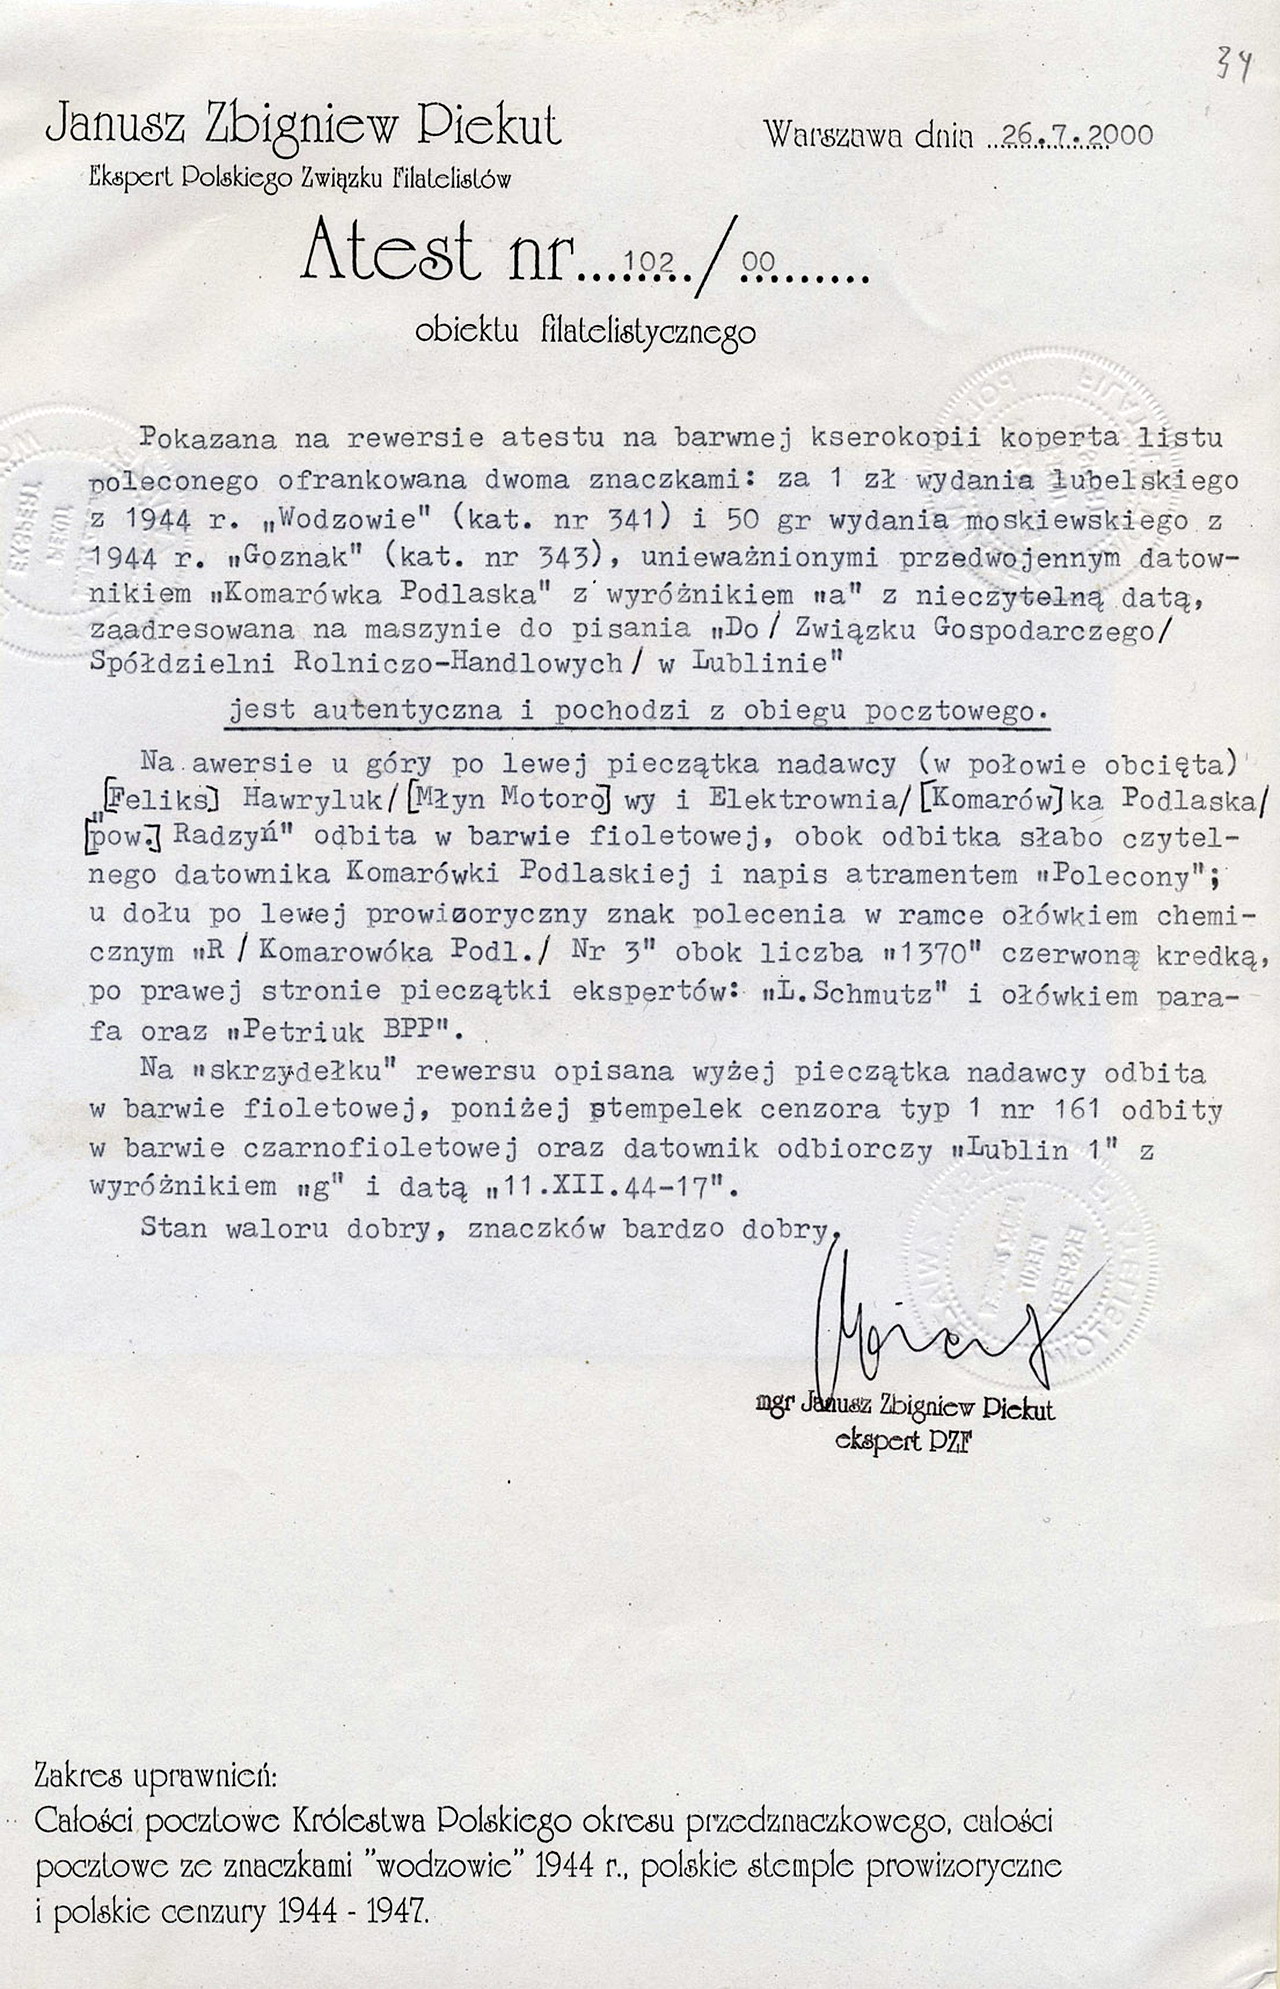 34
Janusz Zbigniew Piekut
Ekspert Polskiego Związku Filatelistów
Warszawa dnia ..26.7.2000
Atest nr....102./00.......
obiektu filatelistycznego
Pokazana na rewersie atestu na barwnej kserokopii koperta listu
poleconego ofrankowana dwoma znaczkami: za 1 zł wydania lubelskiego
z 1944 r. „Wodzowie" (kat. nr 341) i 50 gr wydania moskiewskiego z
1944 r. „Goznak" (kat. nr 343), unieważnionymi przedwojennym datow-
nikiem „Komarówka Podlaska" z wyróżnikiem „a" z nieczytelną datą,
zaadresowana na maszynie do pisania „Do/ Związku Gospodarczego/
Spółdzielni Rolniczo-Handlowych/ w Lublinie"
jest autentyczna i pochodzi z obiegu pocztowego.
Na awersie u góry po lewej pieczątka nadawcy (w połowie obcięta)
„[Feliks] Hawryluk/[Młyn Motoro]wy i Elektrownia/[Komarów]ka Podlaska/
[pow.] Radzyń" odbita w barwie fioletowej, obok odbitka słabo czytel-
nego datownika Komarówki Podlaskiej i napis atramentem „Polecony";
u dołu po lewej prowizoryczny znak polecenia w ramce ołówkiem chemi-
cznym „R/Komarowóka Podl./ Nr 3" obok liczba „1370" czerwoną kredką,
po prawej stronie pieczątki ekspertów: „L.Schmutz" i ołówkiem para-
fa oraz „Petriuk BPP".
Na „skrzydełku" rewersu opisana wyżej pieczątka nadawcy odbita
w barwie fioletowej, poniżej stempelek cenzora typ 1 nr 161 odbity
w barwie czarnofioletowej oraz datownik odbiorczy „Lublin 1" z
wyróżnikiem „g" i datą „11.XII.44-17".
Stan waloru dobry, znaczków bardzo dobry.
mgr Janusz Zbigniew Piekut
ekspert PZF
Zakres uprawnień:
Całości pocztowe Królestwa Polskiego okresu przedznaczkowego, całości
pocztowe ze znaczkami "wodzowie" 1944 r., polskie stemple prowizoryczne
i polskie cenzury 1944 - 1947.